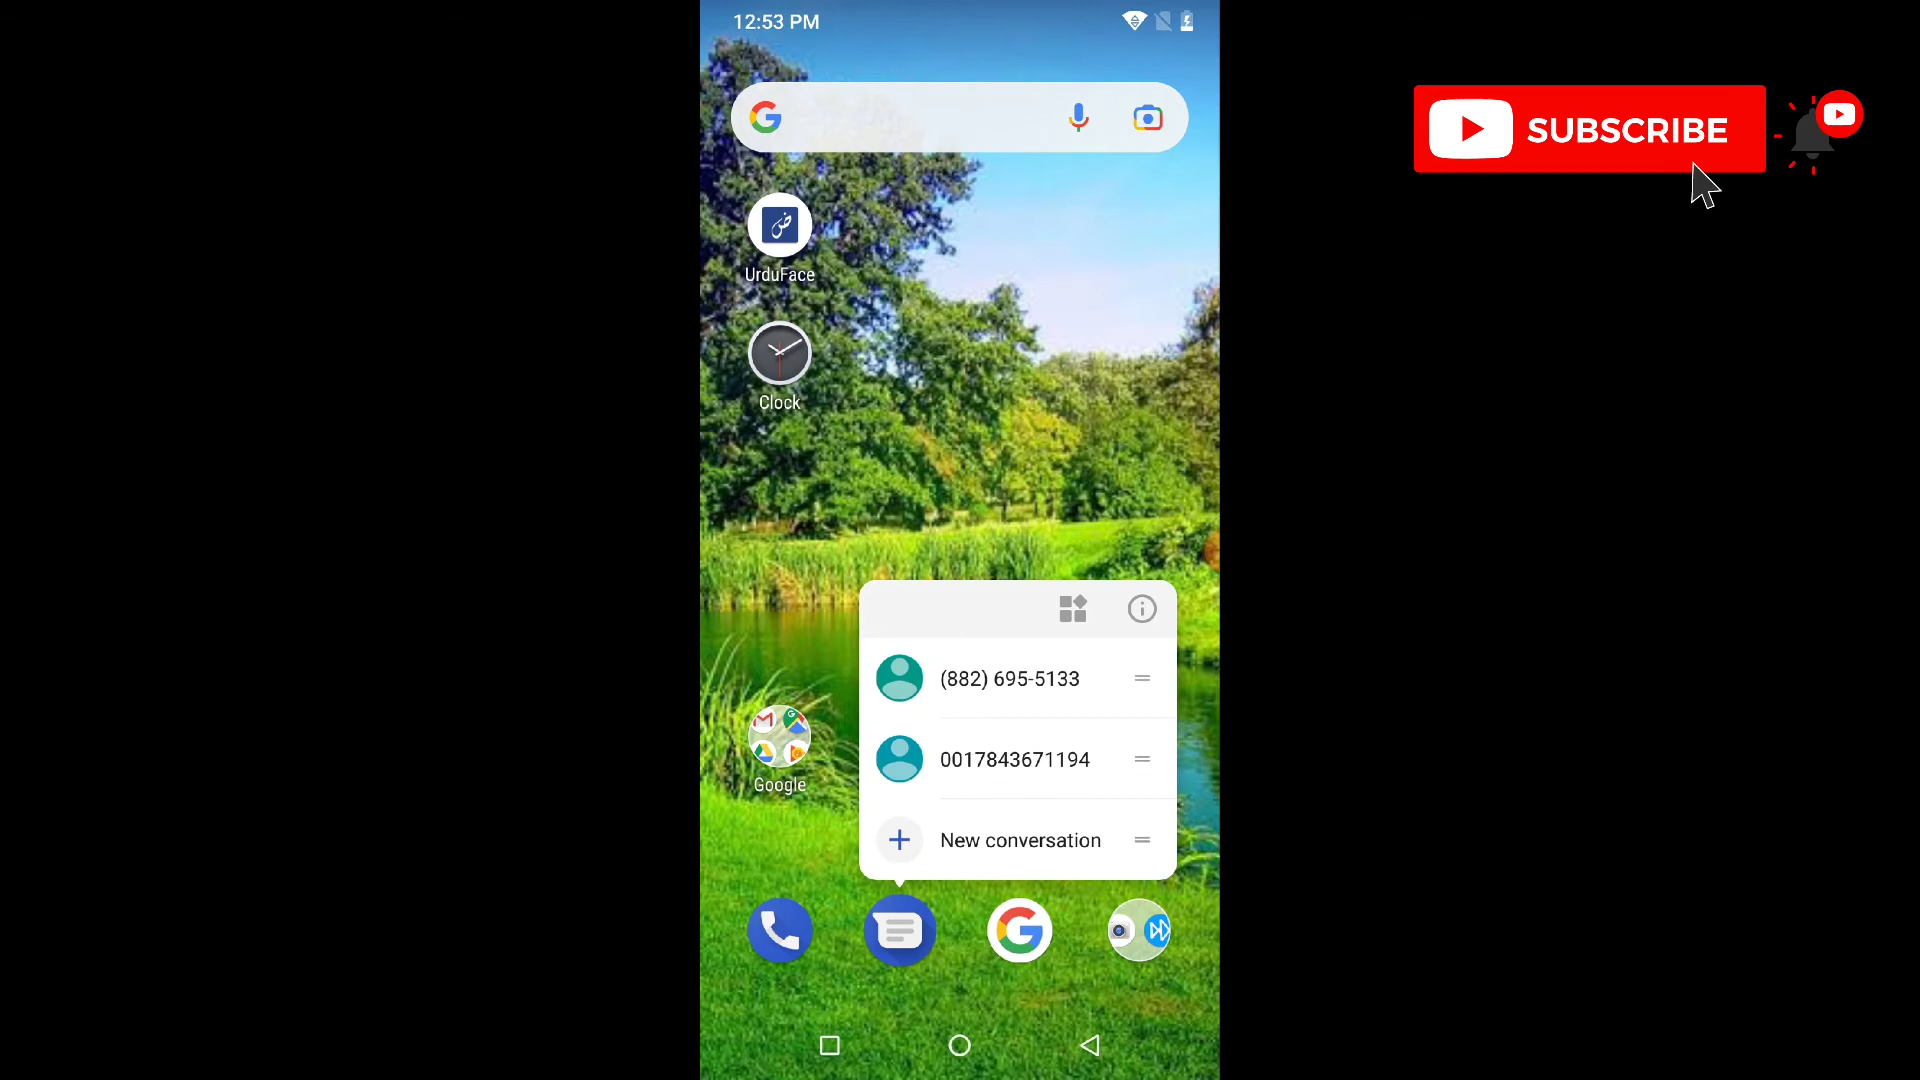 12:53 PM
SUBSCRIBE
ض
UrduFace
Clock
(882) 695-5133
0017843671194
Google
New conversation